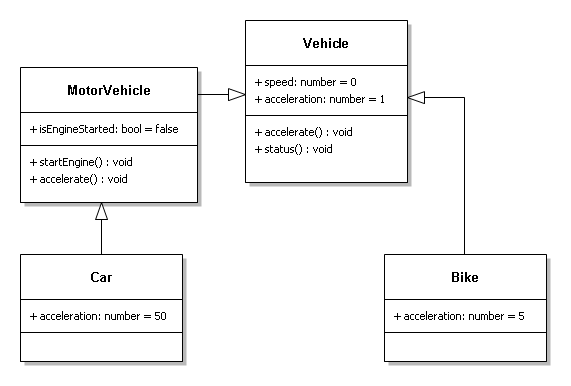 Vehicle
+ speed: number = 0
+ acceleration: number = 1
+ accelerate() : void
+ status() : void
MotorVehicle
+ isEngineStarted: bool = false
+ startEngine() : void
+ accelerate() : void
Car
+ acceleration: number = 50
Bike
+ acceleration: number = 5